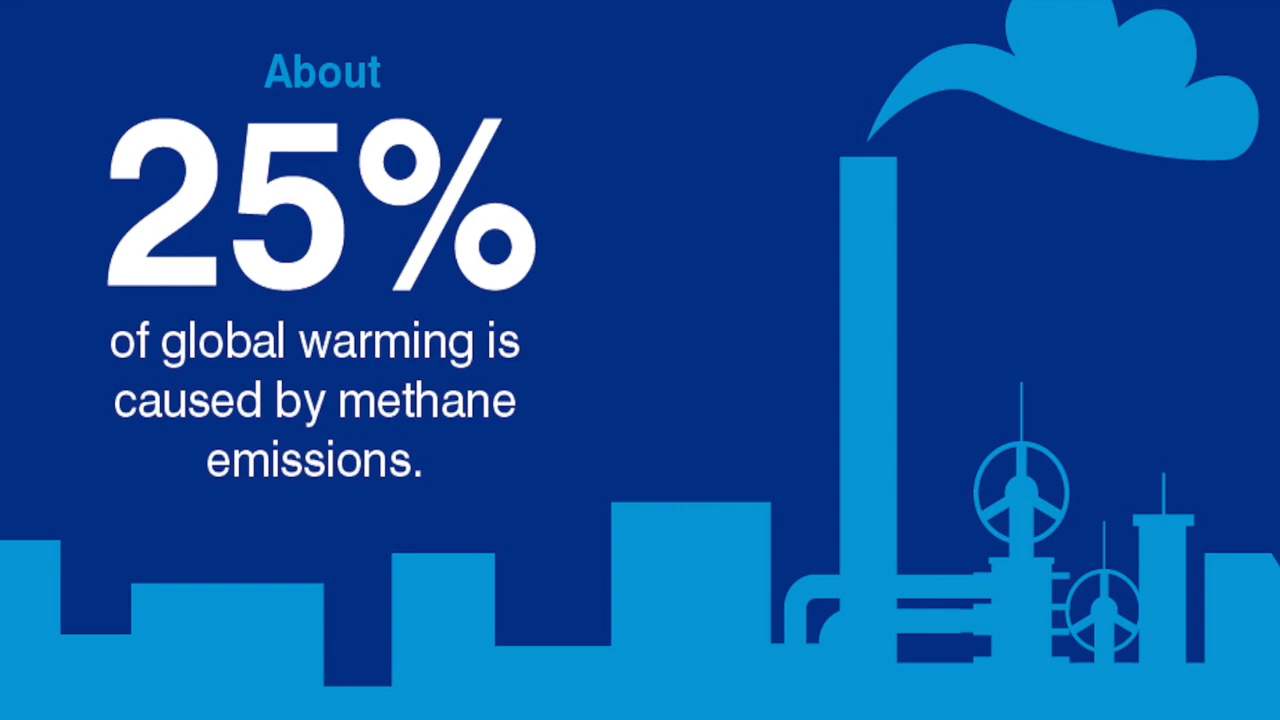 About
25%
of global warming is
caused by methane
emissions.